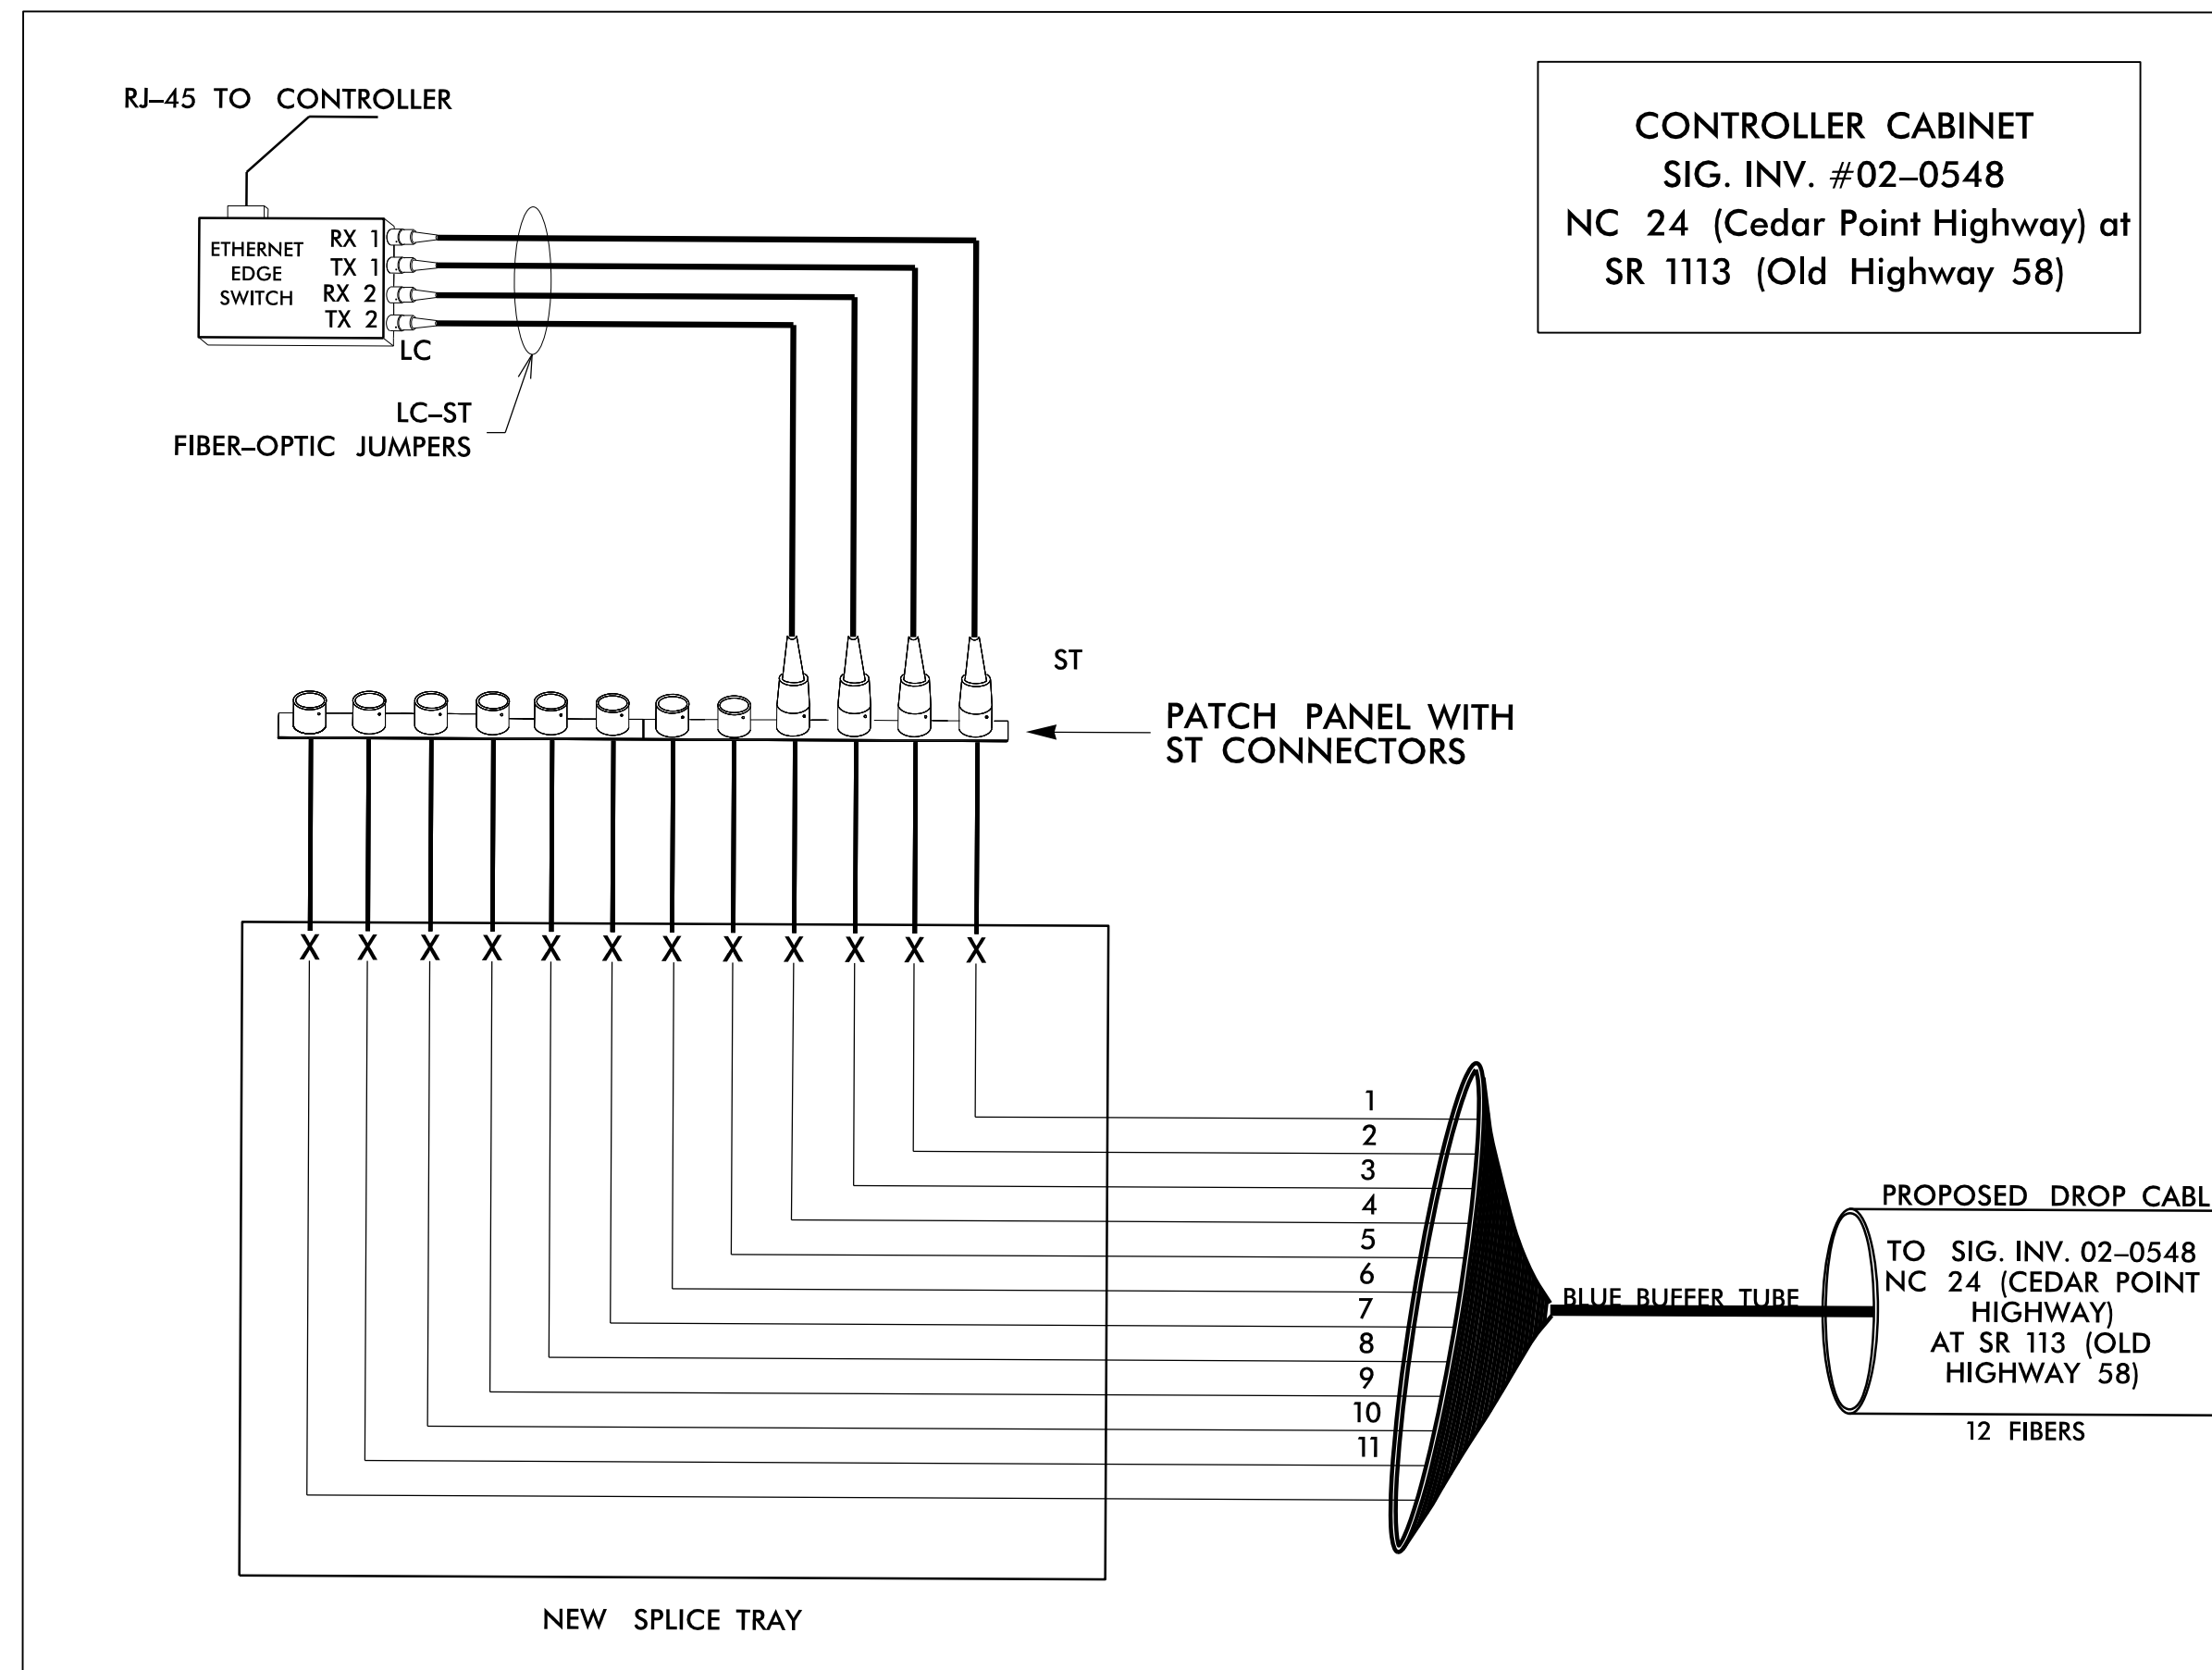 RJ–45 TO CONTROLLER
CONTROLLER CABINET
SIG. INV. #02–0548
NC 24 (Cedar Point Highway) at
SR 1113 (Old Highway 58)
ETHERNET
EDGE
SWITCH
RX 1
TX 1
RX 2
TX 2
LC
LC–ST
FIBER–OPTIC JUMPERS
ST
PATCH PANEL WITH
ST CONNECTORS
X X X X X X X X X X X X
1
2
3
4
5
6
7
8
9
10
11
BLUE BUFFER TUBE
PROPOSED DROP CABL
TO SIG. INV. 02–0548
NC 24 (CEDAR POINT
HIGHWAY)
AT SR 113 (OLD
HIGHWAY 58)
12 FIBERS
NEW SPLICE TRAY